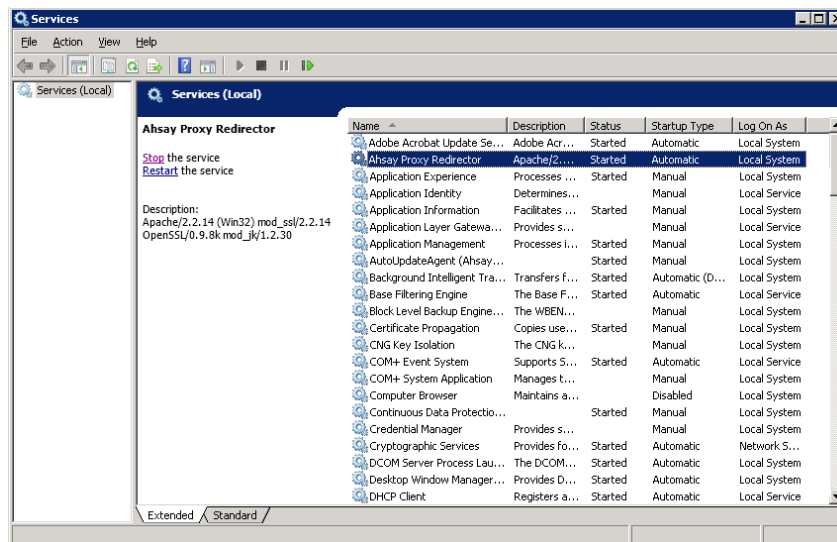 Services
File Action View Help
Services (Local)
Services (Local)
Ahsay Proxy Redirector
Stop the service
Restart the service
Description:
Apache/2.2.14 (Win32) mod_ssl/2.2.14
OpenSSL/0.9.8k mod_jk/1.2.30
Name Description Status Startup Type Log On As
Adobe Acrobat Update Se... Adobe Acr... Started Automatic Local System
Ahsay Proxy Redirector Apache/2.... Started Automatic Local System
Application Experience Processes ... Started Manual Local System
Application Identity Determines... Manual Local Service
Application Information Facilitates ... Started Manual Local System
Application Layer Gatewa... Provides s... Manual Local Service
Application Management Processes i... Started Manual Local System
AutoUpdateAgent (Ahsay... Started Manual Local System
Background Intelligent Tra... Transfers f... Started Automatic (D... Local System
Base Filtering Engine The Base F... Started Automatic Local Service
Block Level Backup Engine... The WBEN... Manual Local System
Certificate Propagation Copies use... Started Manual Local System
CNG Key Isolation The CNG k... Manual Local System
COM+ Event System Supports S... Started Automatic Local Service
COM+ System Application Manages t... Manual Local System
Computer Browser Maintains a... Disabled Local System
Continuous Data Protectio... Started Manual Local System
Credential Manager Provides s... Manual Local System
Cryptographic Services Provides fo... Started Automatic Network S...
DCOM Server Process Lau... The DCOM... Started Automatic Local System
Desktop Window Manager... Provides D... Started Automatic Local System
DHCP Client Registers a... Started Automatic Local Service
Extended Standard